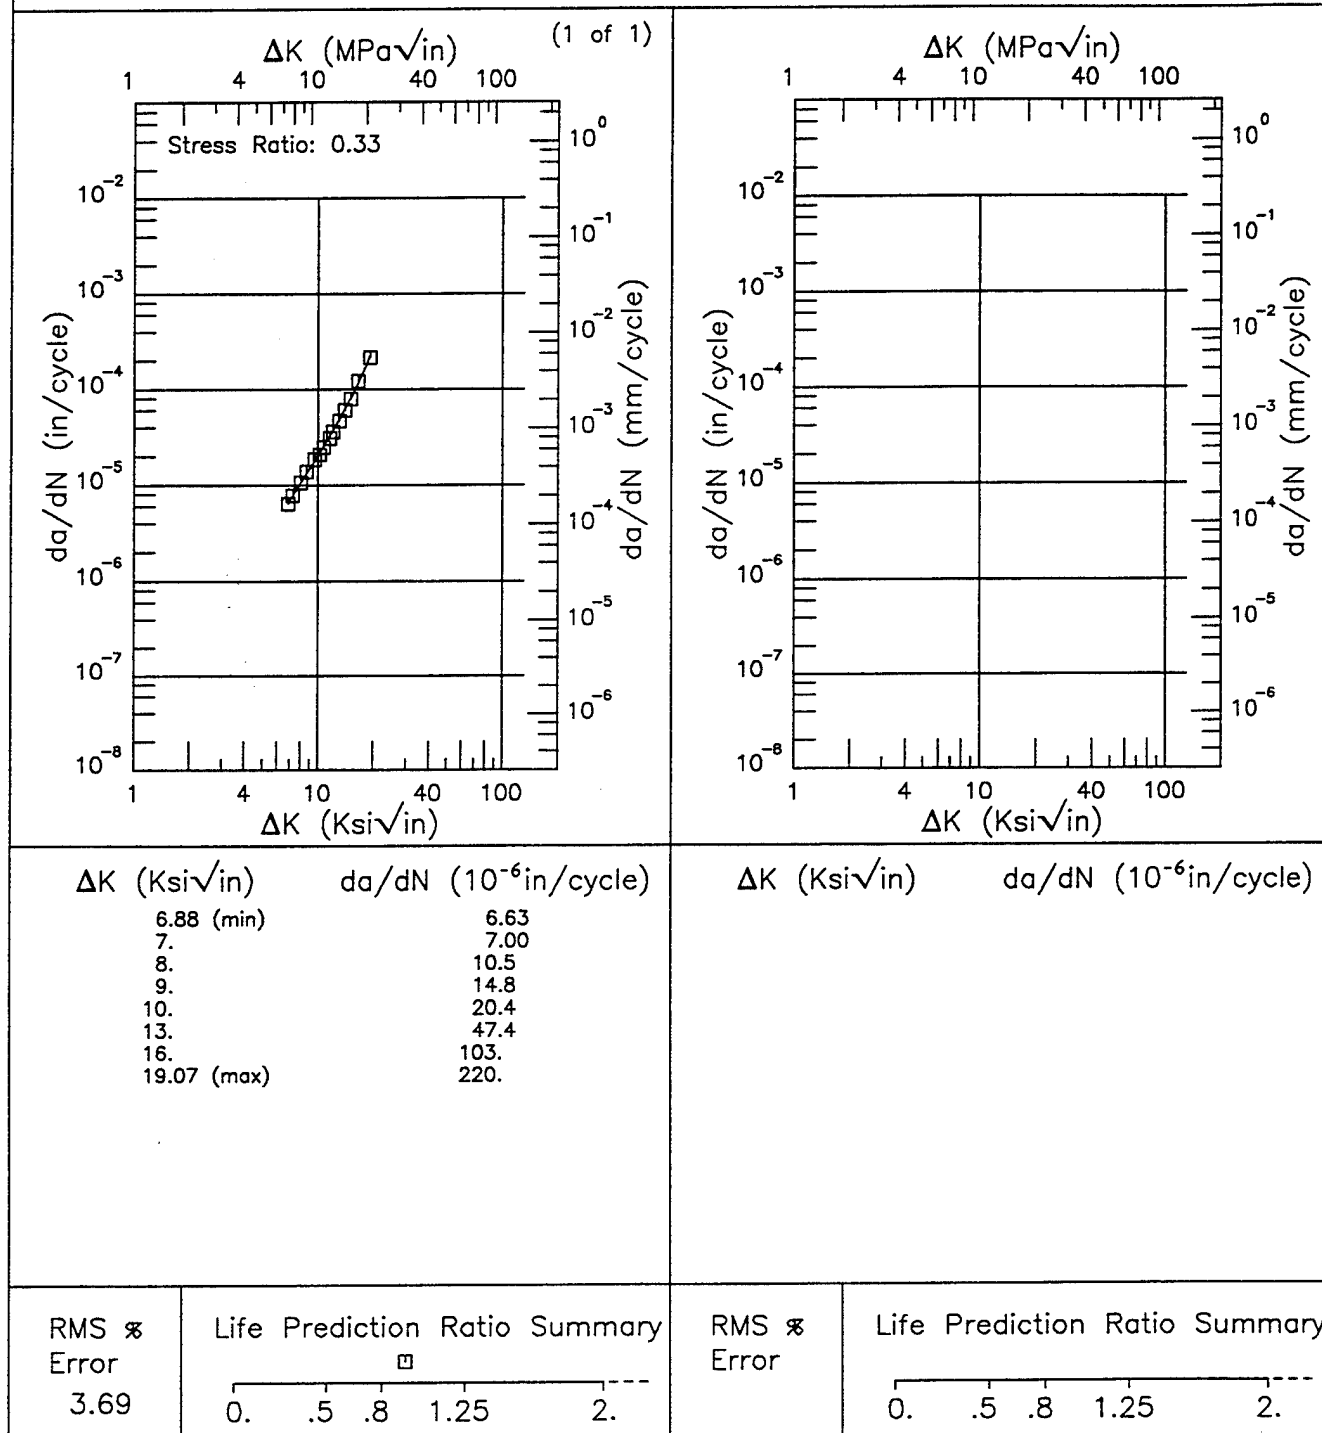 (1 of 1)
ΔK (MPa√in)
1 4 10 40 100
Stress Ratio: 0.33
10⁰
10⁻¹
10⁻²
10⁻³
10⁻⁴
10⁻⁵
10⁻⁶
da/dN (mm/cycle)
10⁻²
10⁻³
10⁻⁴
10⁻⁵
10⁻⁶
10⁻⁷
10⁻⁸
da/dN (in/cycle)
1 4 10 40 100
ΔK (Ksi√in)
ΔK (MPa√in)
1 4 10 40 100
10⁰
10⁻¹
10⁻²
10⁻³
10⁻⁴
10⁻⁵
10⁻⁶
da/dN (mm/cycle)
10⁻²
10⁻³
10⁻⁴
10⁻⁵
10⁻⁶
10⁻⁷
10⁻⁸
da/dN (in/cycle)
1 4 10 40 100
ΔK (Ksi√in)
ΔK (Ksi√in) da/dN (10⁻⁶in/cycle)
6.88 (min) 6.63
7. 7.00
8. 10.5
9. 14.8
10. 20.4
13. 47.4
16. 103.
19.07 (max) 220.
ΔK (Ksi√in) da/dN (10⁻⁶in/cycle)
RMS %
Error
3.69
Life Prediction Ratio Summary
0. .5 .8 1.25 2.
RMS %
Error
Life Prediction Ratio Summary
0. .5 .8 1.25 2.